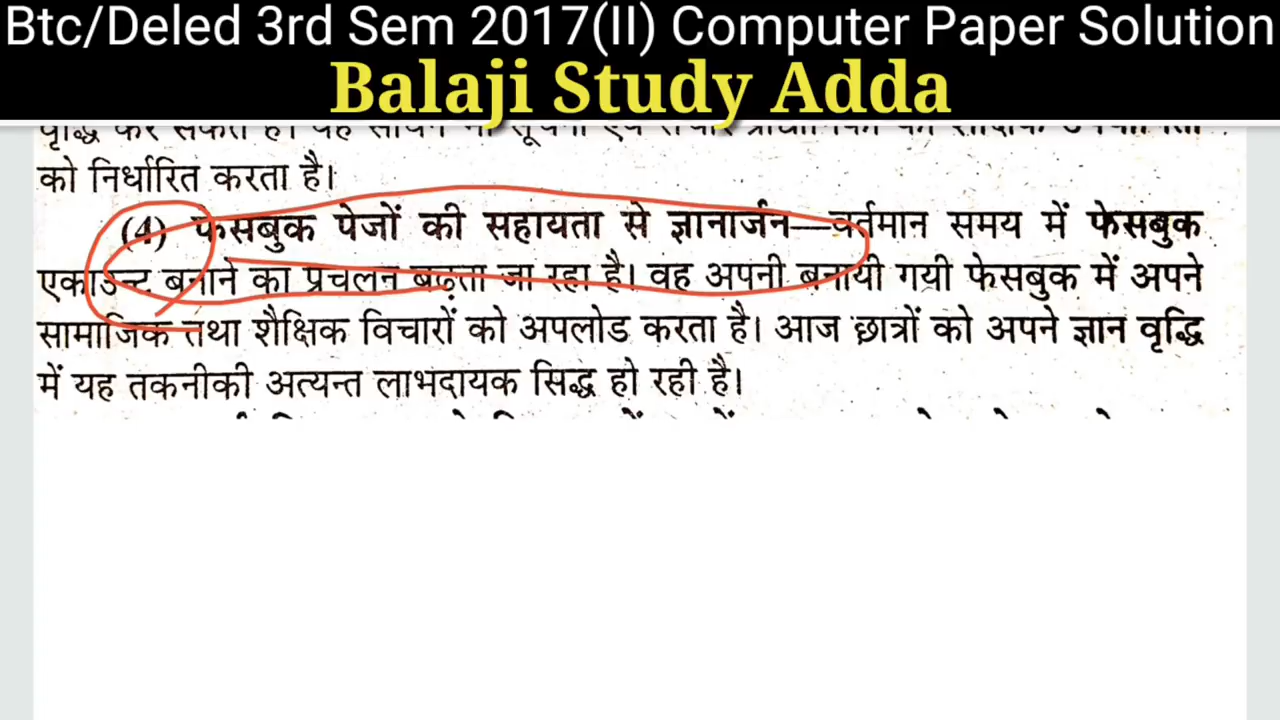 Btc/Deled 3rd Sem 2017(II) Computer Paper Solution
Balaji Study Adda
को निर्धारित करता है।
(4) फेसबुक पेजों की सहायता से ज्ञानार्जन—वर्तमान समय में फेसबुक
एकाउन्ट बनाने का प्रचलन बढ़ता जा रहा है। वह अपनी बनायी गयी फेसबुक में अपने
सामाजिक तथा शैक्षिक विचारों को अपलोड करता है। आज छात्रों को अपने ज्ञान वृद्धि
में यह तकनीकी अत्यन्त लाभदायक सिद्ध हो रही है।